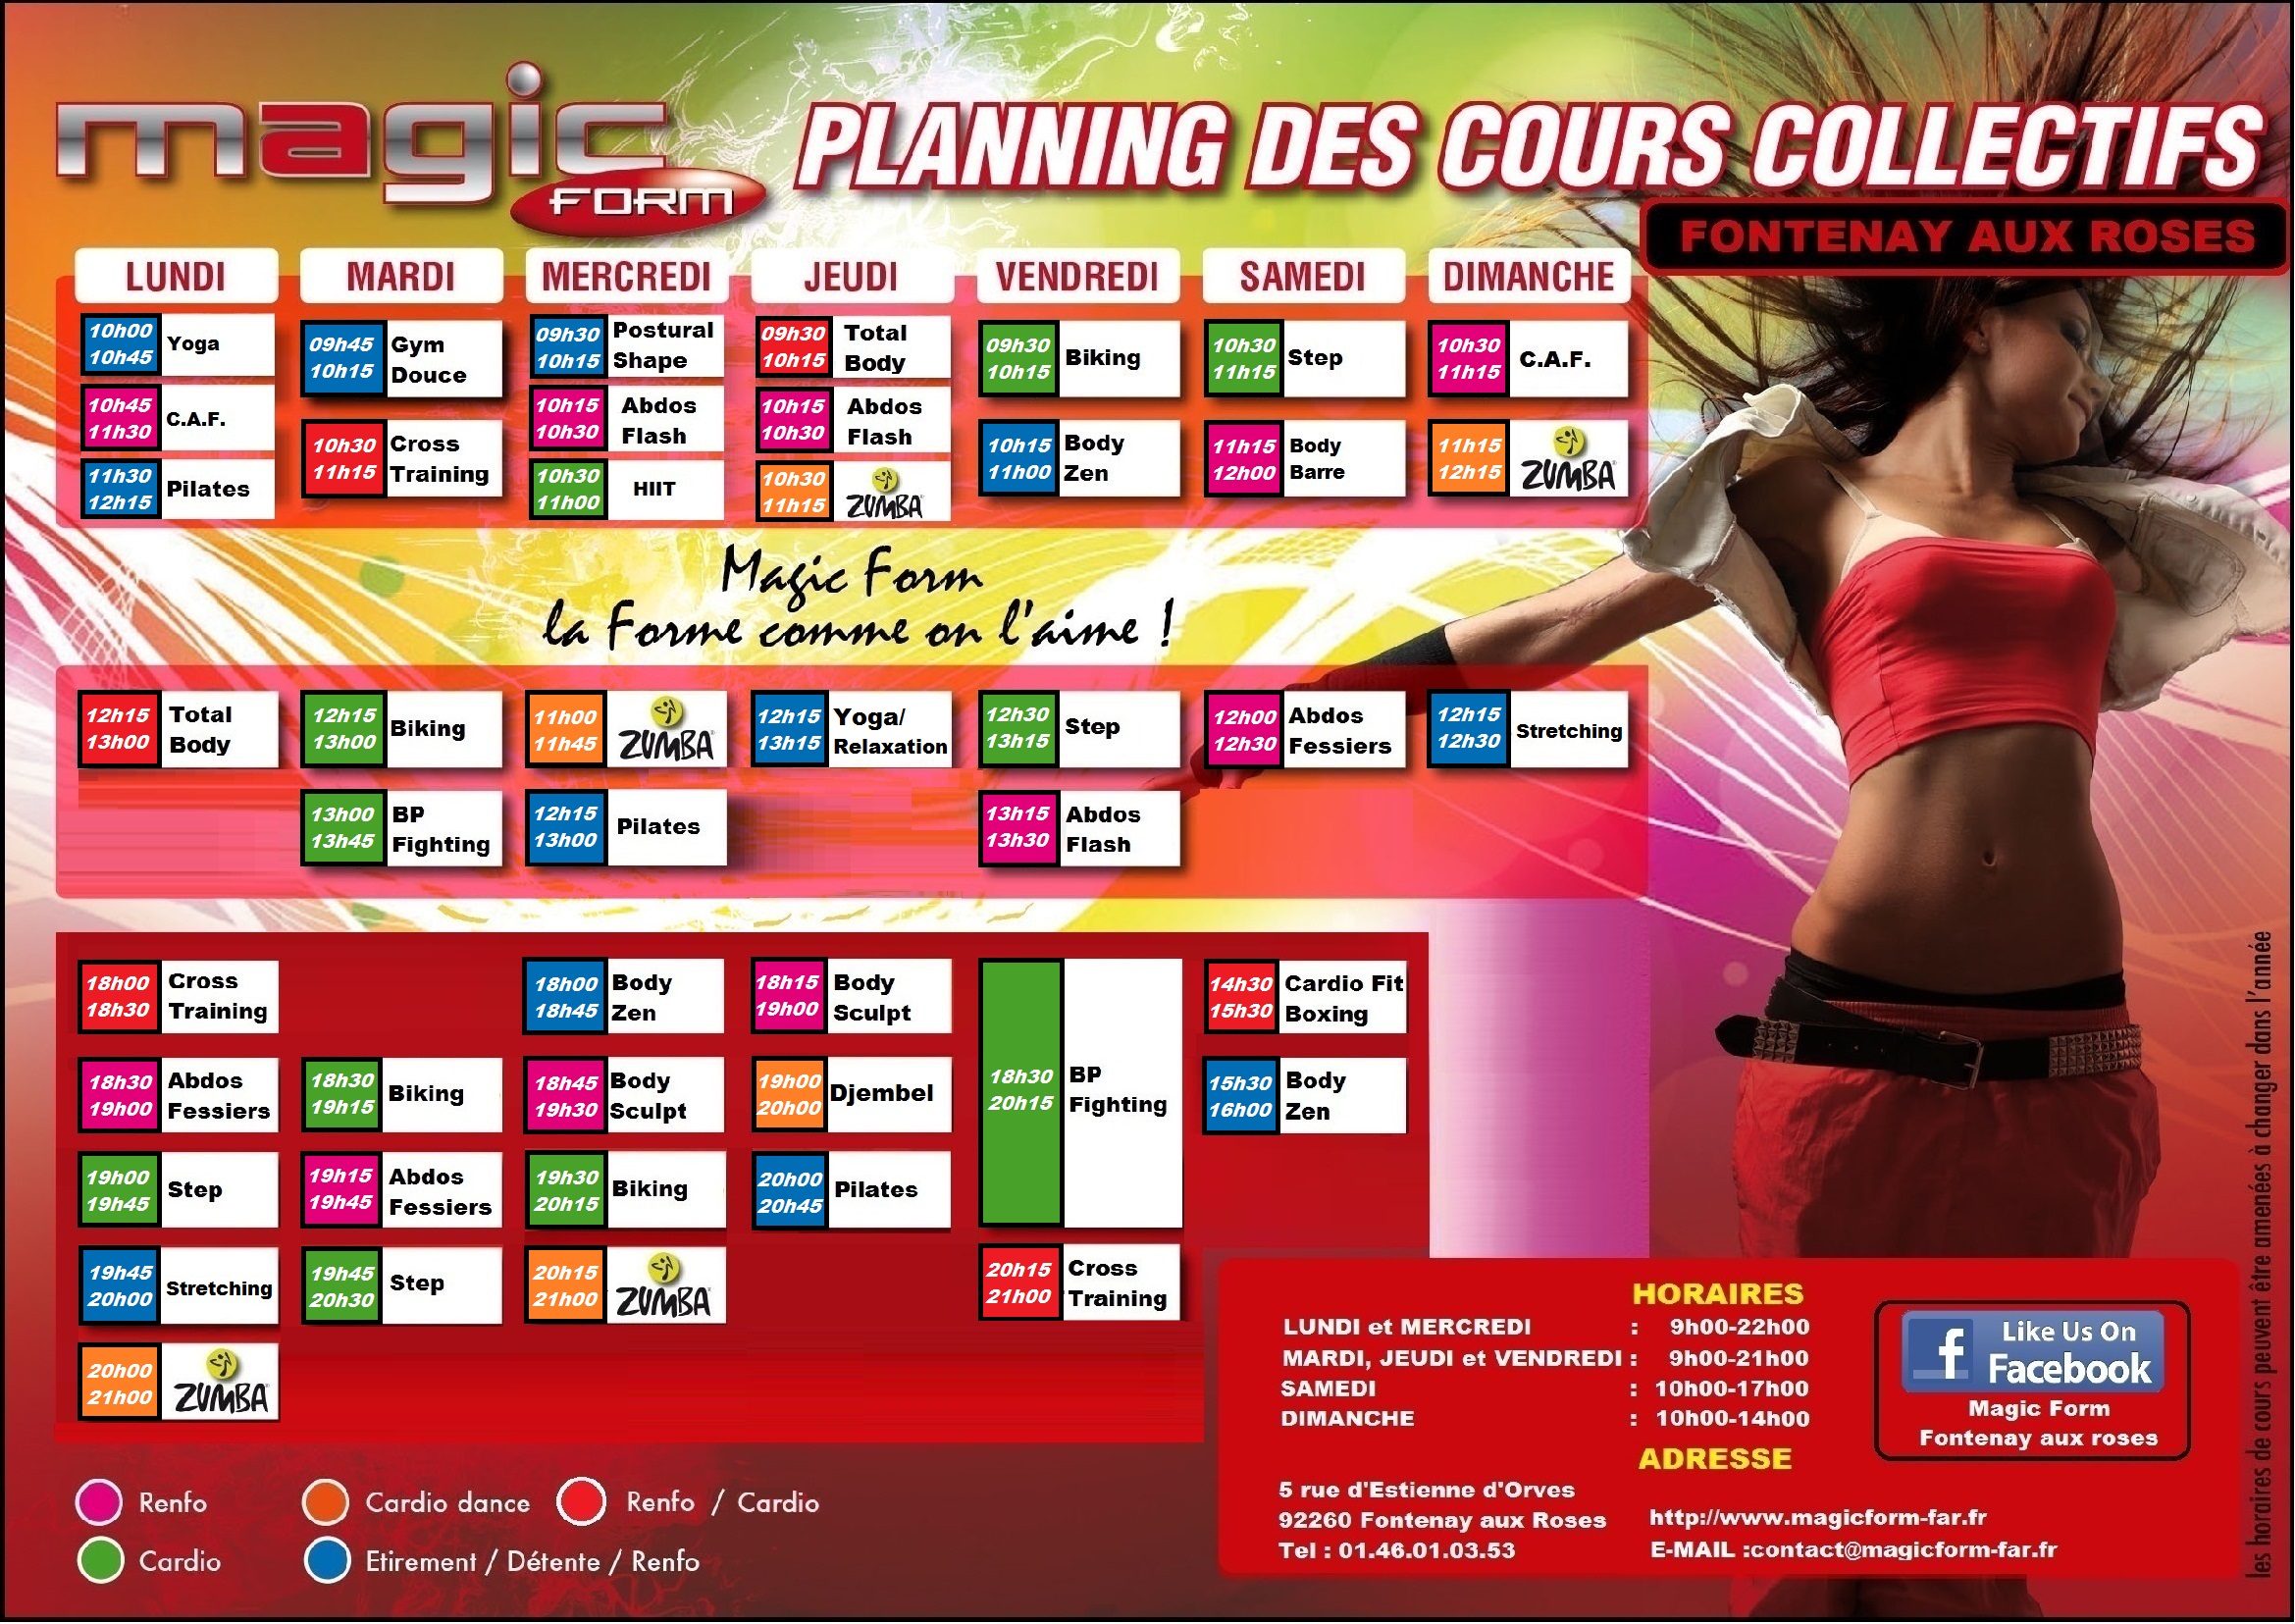 magic
FORM
PLANNING DES COURS COLLECTIFS
FONTENAY AUX ROSES
LUNDI
MARDI
MERCREDI
JEUDI
VENDREDI
SAMEDI
DIMANCHE
10h00
10h45
Yoga
10h45
11h30
C.A.F.
11h30
12h15
Pilates
09h45
10h15
Gym
Douce
10h30
11h15
Cross
Training
09h30
10h15
Postural
Shape
10h15
10h30
Abdos
Flash
10h30
11h00
HIIT
09h30
10h15
Total
Body
10h15
10h30
Abdos
Flash
10h30
11h15
ZUMBA
09h30
10h15
Biking
10h15
11h00
Body
Zen
10h30
11h15
Step
11h15
12h00
Body
Barre
10h30
11h15
C.A.F.
11h15
12h15
ZUMBA
Magic Form
la Forme comme on l'aime !
12h15
13h00
Total
Body
12h15
13h00
Biking
13h00
13h45
BP
Fighting
11h00
11h45
ZUMBA
12h15
13h00
Pilates
12h15
13h15
Yoga/
Relaxation
12h30
13h15
Step
13h15
13h30
Abdos
Flash
12h00
12h30
Abdos
Fessiers
12h15
12h30
Stretching
18h00
18h30
Cross
Training
18h30
19h00
Abdos
Fessiers
19h00
19h45
Step
19h45
20h00
Stretching
20h00
21h00
ZUMBA
18h30
19h15
Biking
19h15
19h45
Abdos
Fessiers
19h45
20h30
Step
18h00
18h45
Body
Zen
18h45
19h30
Body
Sculpt
19h30
20h15
Biking
20h15
21h00
ZUMBA
18h15
19h00
Body
Sculpt
19h00
20h00
Djembel
20h00
20h45
Pilates
18h30
20h15
BP
Fighting
20h15
21h00
Cross
Training
14h30
15h30
Cardio Fit
Boxing
15h30
16h00
Body
Zen
Renfo
Cardio dance
Renfo / Cardio
Cardio
Etirement / Détente / Renfo
HORAIRES
LUNDI et MERCREDI : 9h00-22h00
MARDI, JEUDI et VENDREDI : 9h00-21h00
SAMEDI : 10h00-17h00
DIMANCHE : 10h00-14h00
ADRESSE
5 rue d'Estienne d'Orves
92260 Fontenay aux Roses
Tel : 01.46.01.03.53
http://www.magicform-far.fr
E-MAIL :contact@magicform-far.fr
f
Like Us On
Facebook
Magic Form
Fontenay aux roses
les horaires de cours peuvent être amenées à changer dans l'année